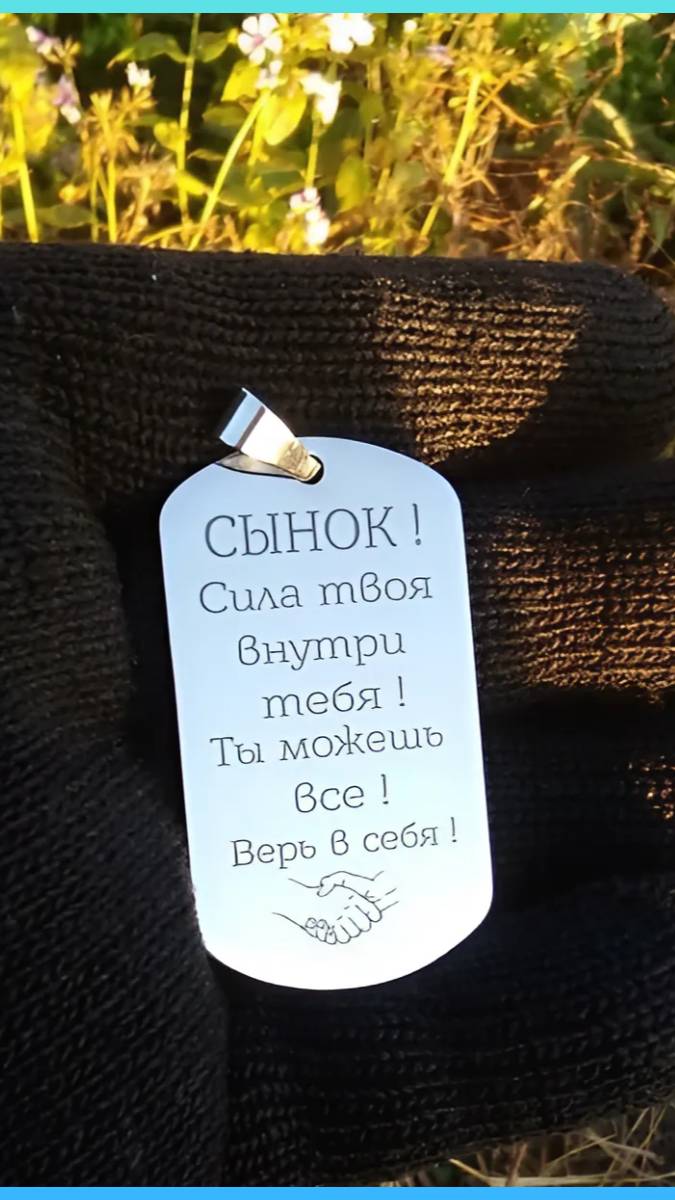 СЫНОК !
Сила твоя
внутри
тебя !
Ты можешь
все !
Верь в себя !